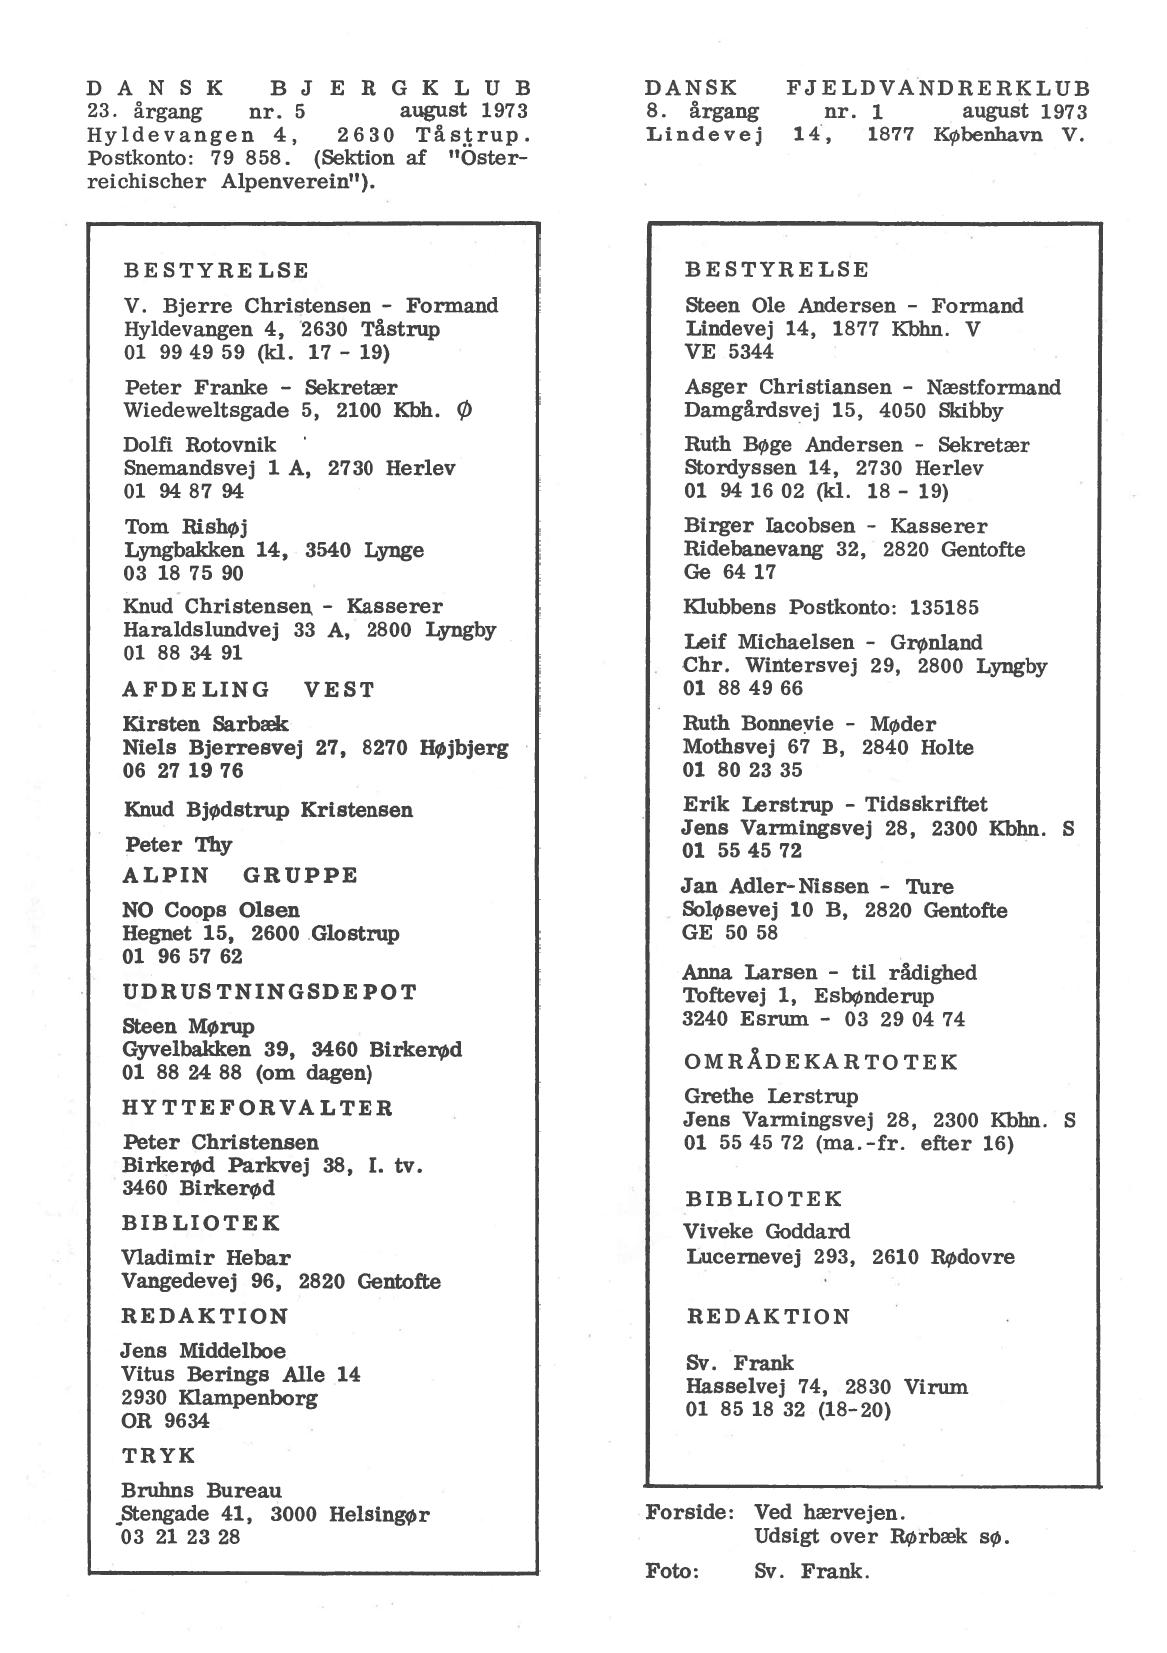 DANSK BJERGKLUB
23. årgang nr. 5 august 1973
Hyldevangen 4, 2630 Tåstrup.
Postkonto: 79 858. (Sektion af "Öster-
reichischer Alpenverein").
BESTYRELSE
V. Bjerre Christensen - Formand
Hyldevangen 4, 2630 Tåstrup
01 99 49 59 (kl. 17 - 19)
Peter Franke - Sekretær
Wiedeweltsgade 5, 2100 Kbh. Ø
Dolfi Rotovnik
Snemandsvej 1 A, 2730 Herlev
01 94 87 94
Tom Rishøj
Lyngbakken 14, 3540 Lynge
03 18 75 90
Knud Christensen - Kasserer
Haraldslundvej 33 A, 2800 Lyngby
01 88 34 91
AFDELING VEST
Kirsten Sarbæk
Niels Bjerresvej 27, 8270 Højbjerg
06 27 19 76
Knud Bjødstrup Kristensen
Peter Thy
ALPIN GRUPPE
NO Coops Olsen
Hegnet 15, 2600 Glostrup
01 96 57 62
UDRUSTNINGSDEPOT
Steen Mørup
Gyvelbakken 39, 3460 Birkerød
01 88 24 88 (om dagen)
HYTTEFORVALTER
Peter Christensen
Birkerød Parkvej 38, I. tv.
3460 Birkerød
BIBLIOTEK
Vladimir Hebar
Vangedevej 96, 2820 Gentofte
REDAKTION
Jens Middelboe
Vitus Berings Alle 14
2930 Klampenborg
OR 9634
TRYK
Bruhns Bureau
Stengade 41, 3000 Helsingør
03 21 23 28
DANSK FJELDVANDRERKLUB
8. årgang nr. 1 august 1973
Lindevej 14, 1877 København V.
BESTYRELSE
Steen Ole Andersen - Formand
Lindevej 14, 1877 Kbhn. V
VE 5344
Asger Christiansen - Næstformand
Damgårdsvej 15, 4050 Skibby
Ruth Bøge Andersen - Sekretær
Stordyssen 14, 2730 Herlev
01 94 16 02 (kl. 18 - 19)
Birger Iacobsen - Kasserer
Ridebanevang 32, 2820 Gentofte
Ge 64 17
Klubbens Postkonto: 135185
Leif Michaelsen - Grønland
Chr. Wintersvej 29, 2800 Lyngby
01 88 49 66
Ruth Bonnevie - Møder
Mothsvej 67 B, 2840 Holte
01 80 23 35
Erik Lerstrup - Tidsskriftet
Jens Varmingsvej 28, 2300 Kbhn. S
01 55 45 72
Jan Adler-Nissen - Ture
Soløsevej 10 B, 2820 Gentofte
GE 50 58
Anna Larsen - til rådighed
Toftevej 1, Esbønderup
3240 Esrum - 03 29 04 74
OMRÅDEKARTOTEK
Grethe Lerstrup
Jens Varmingsvej 28, 2300 Kbhn. S
01 55 45 72 (ma.-fr. efter 16)
BIBLIOTEK
Viveke Goddard
Lucernevej 293, 2610 Rødovre
REDAKTION
Sv. Frank
Hasselvej 74, 2830 Virum
01 85 18 32 (18-20)
Forside: Ved hærvejen.
Udsigt over Rørbæk sø.
Foto: Sv. Frank.